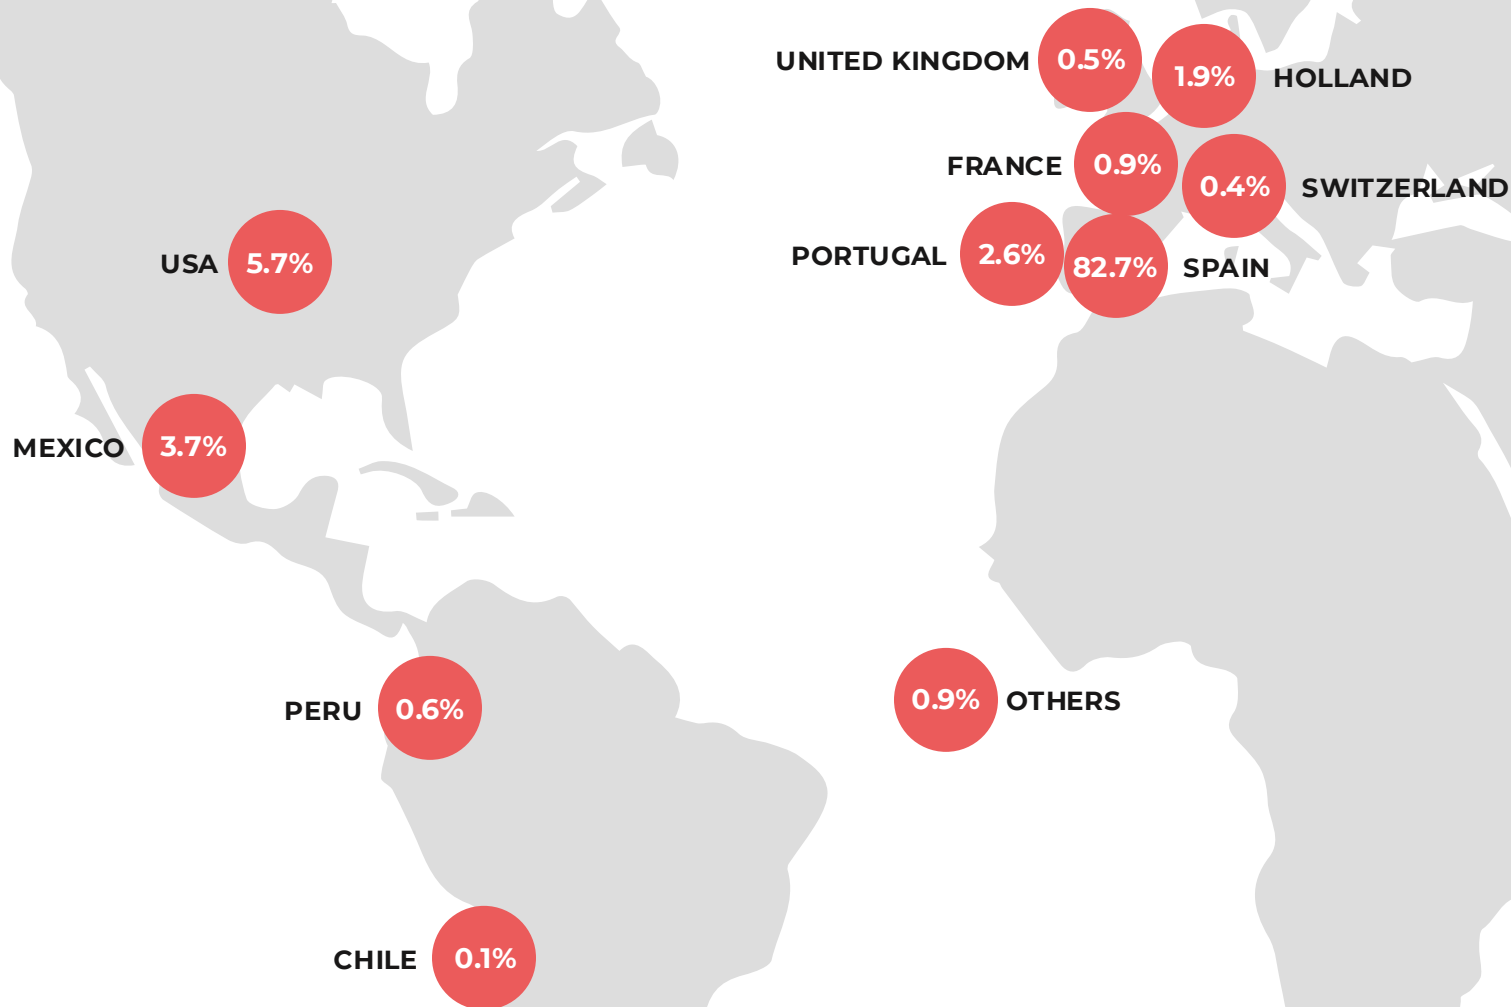 UNITED KINGDOM 0.5%
1.9% HOLLAND
FRANCE 0.9%
0.4% SWITZERLAND
PORTUGAL 2.6%
82.7% SPAIN
USA 5.7%
MEXICO 3.7%
PERU 0.6%
0.9% OTHERS
CHILE 0.1%